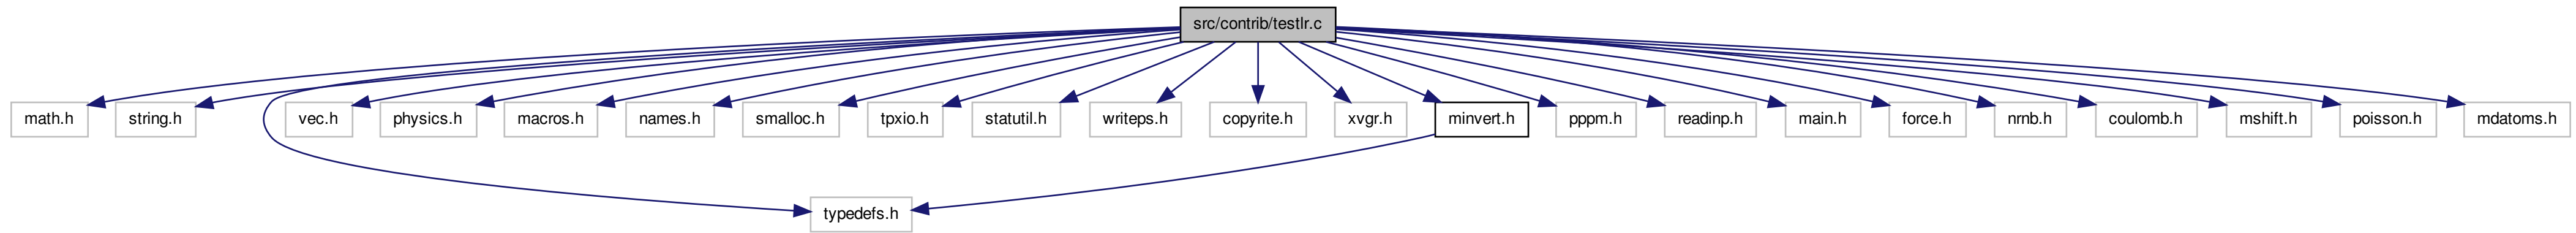 src/contrib/testlr.c
math.h
string.h
vec.h
physics.h
macros.h
names.h
smalloc.h
tpxio.h
statutil.h
writeps.h
copyrite.h
xvgr.h
minvert.h
pppm.h
readinp.h
main.h
force.h
nrnb.h
coulomb.h
mshift.h
poisson.h
mdatoms.h
typedefs.h